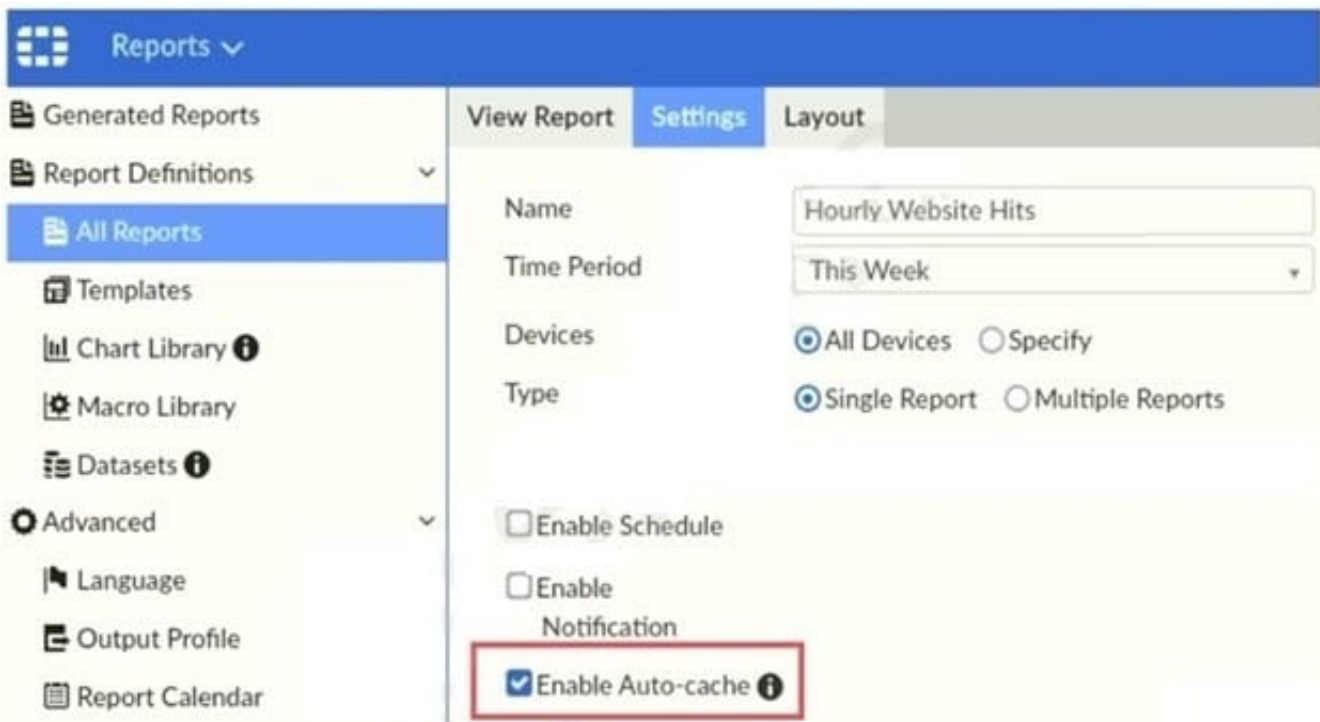 Reports
Generated Reports
Report Definitions
All Reports
Templates
Chart Library
Macro Library
Datasets
Advanced
Language
Output Profile
Report Calendar
View Report Settings Layout
Name Hourly Website Hits
Time Period This Week
Devices All Devices Specify
Type Single Report Multiple Reports
Enable Schedule
Enable
Notification
Enable Auto-cache